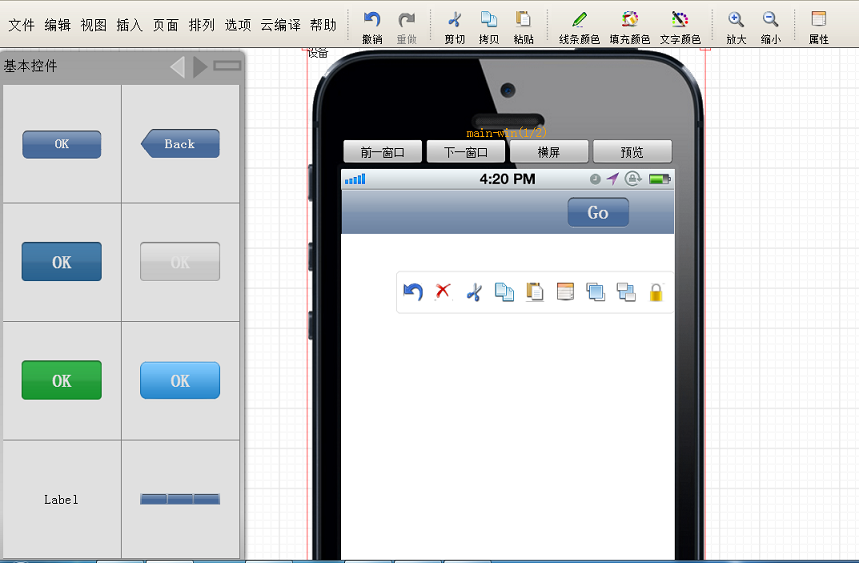 文件 编辑 视图 插入 页面 排列 选项 云编译 帮助
撤销 重做 剪切 拷贝 粘贴 线条颜色 填充颜色 文字颜色 放大 缩小 属性
基本控件
设备
main-win(1/2)
前一窗口 下一窗口 横屏 预览
4:20 PM
Go
OK Back
OK OK
OK OK
Label